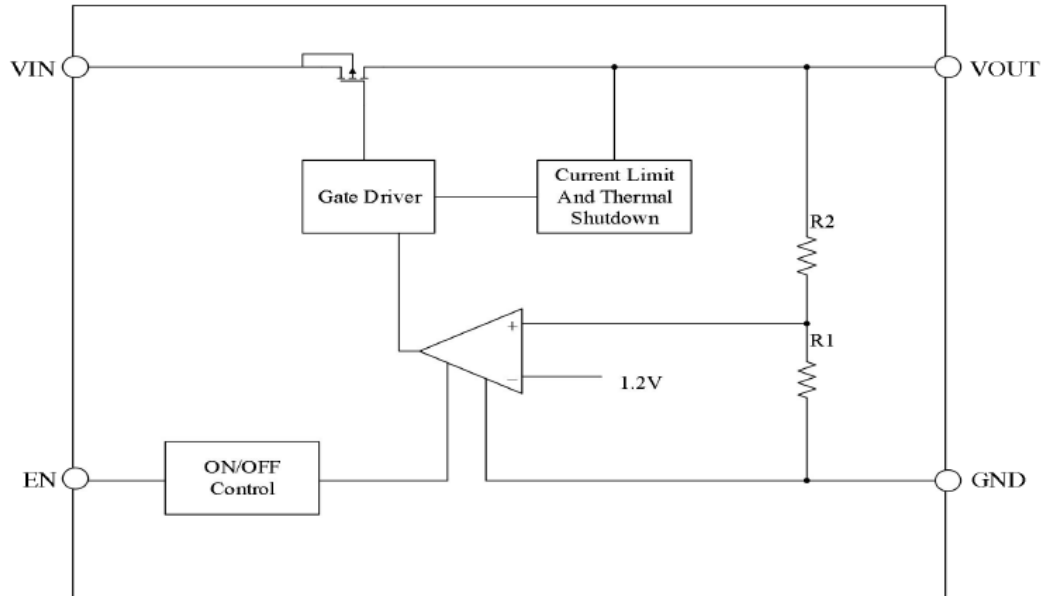 VIN
VOUT
Gate Driver
Current Limit
And Thermal
Shutdown
R2
+
R1
−
1.2V
ON/OFF
Control
EN
GND